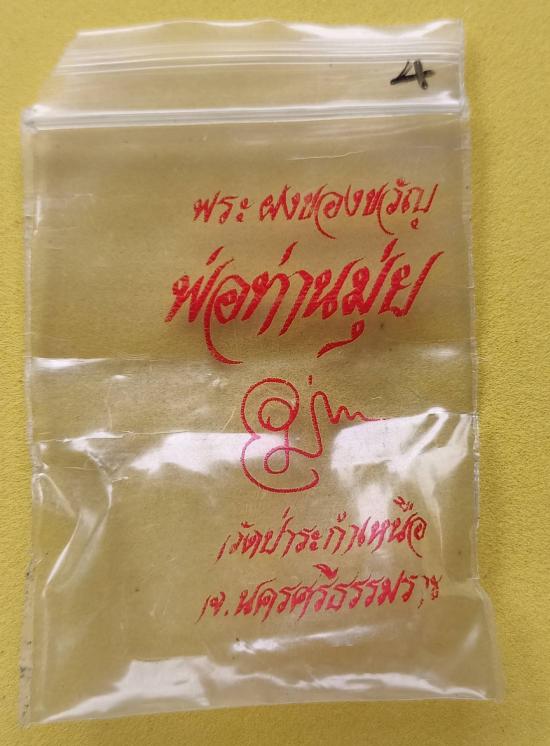 4
พระผงของขวัญ
พ่อท่านมุ่ย
วัดป่าระกำเหนือ
จ.นครศรีธรรมราช